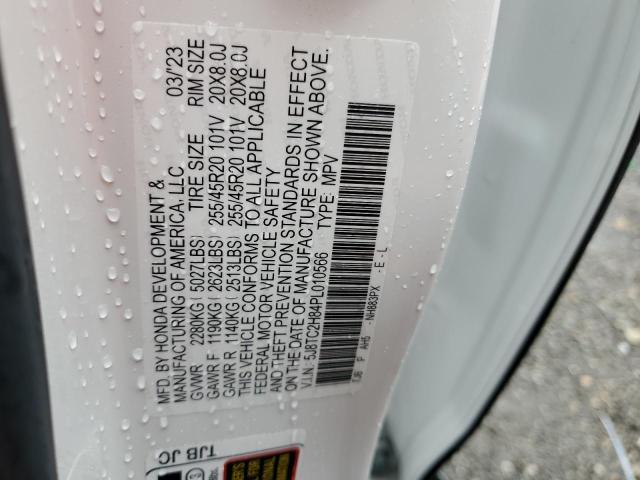 MFD. BY HONDA DEVELOPMENT &
MANUFACTURING OF AMERICA, LLC 03/23
GVWR 2280KG( 5027LBS) TIRE SIZE RIM SIZE
GAWR F 1190KG( 2623LBS) 255/45R20 101V 20X8.0J
GAWR R 1140KG( 2513LBS) 255/45R20 101V 20X8.0J
THIS VEHICLE CONFORMS TO ALL APPLICABLE
FEDERAL MOTOR VEHICLE SAFETY
AND THEFT PREVENTION STANDARDS IN EFFECT
ON THE DATE OF MANUFACTURE SHOWN ABOVE.
V.I.N: 5J8TC2H84PL010566 TYPE: MPV
TJB P AH5 - NH883PX - E - L
TJB JC